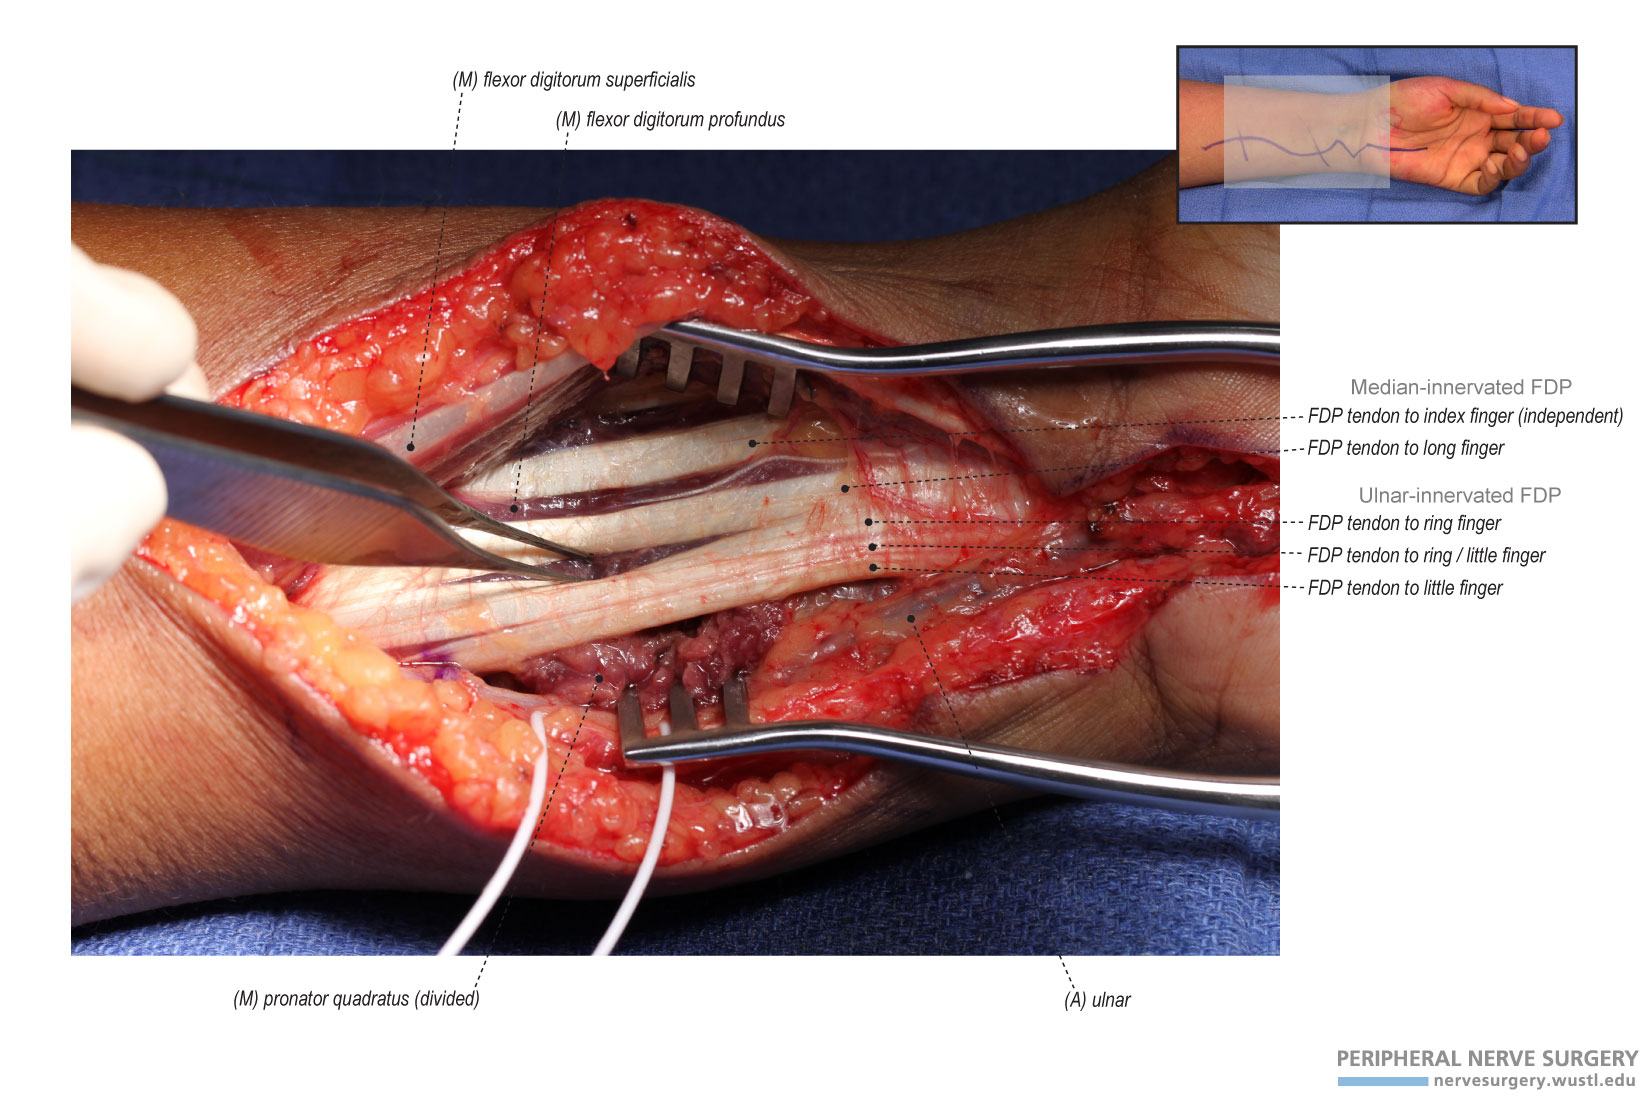 (M) flexor digitorum superficialis
(M) flexor digitorum profundus
Median-innervated FDP
FDP tendon to index finger (independent)
FDP tendon to long finger
Ulnar-innervated FDP
FDP tendon to ring finger
FDP tendon to ring / little finger
FDP tendon to little finger
(M) pronator quadratus (divided)
(A) ulnar
PERIPHERAL NERVE SURGERY
nervesurgery.wustl.edu